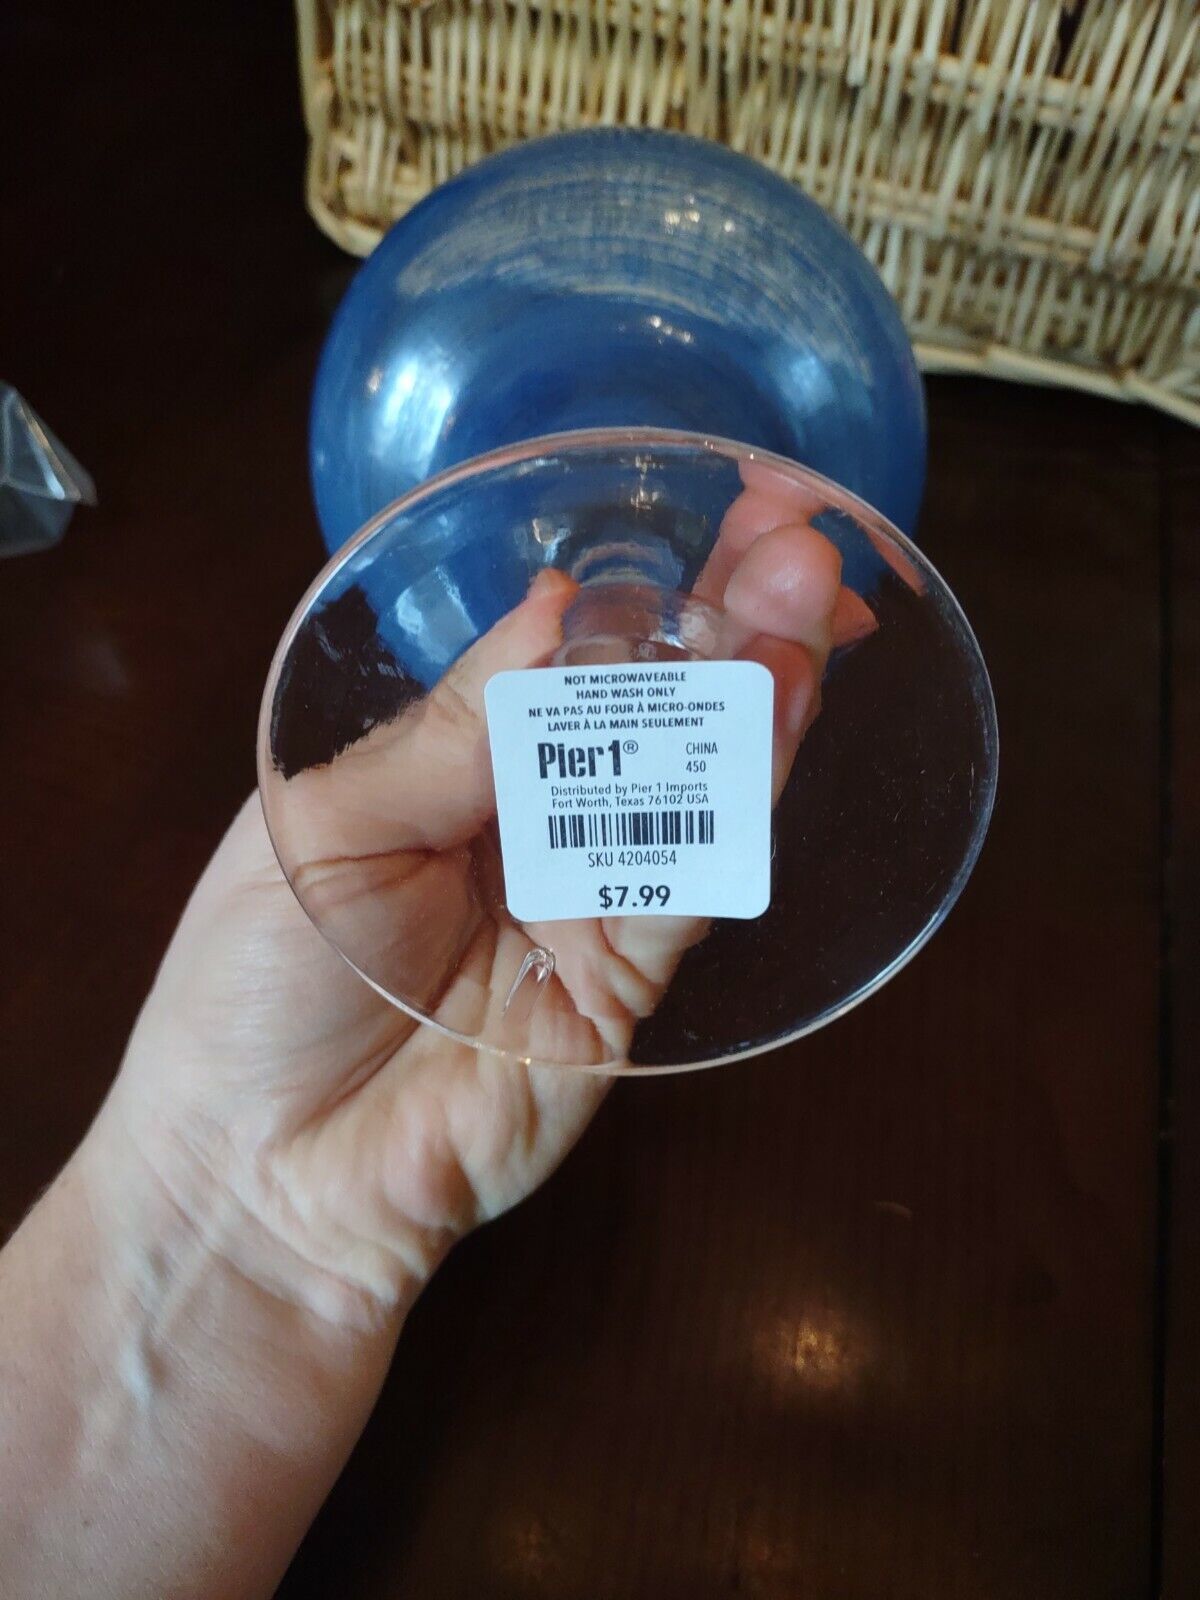 NOT MICROWAVEABLE
HAND WASH ONLY
NE VA PAS AU FOUR À MICRO-ONDES
LAVER À LA MAIN SEULEMENT
Pier1® CHINA
450
Distributed by Pier 1 Imports
Fort Worth, Texas 76102 USA
SKU 4204054
$7.99